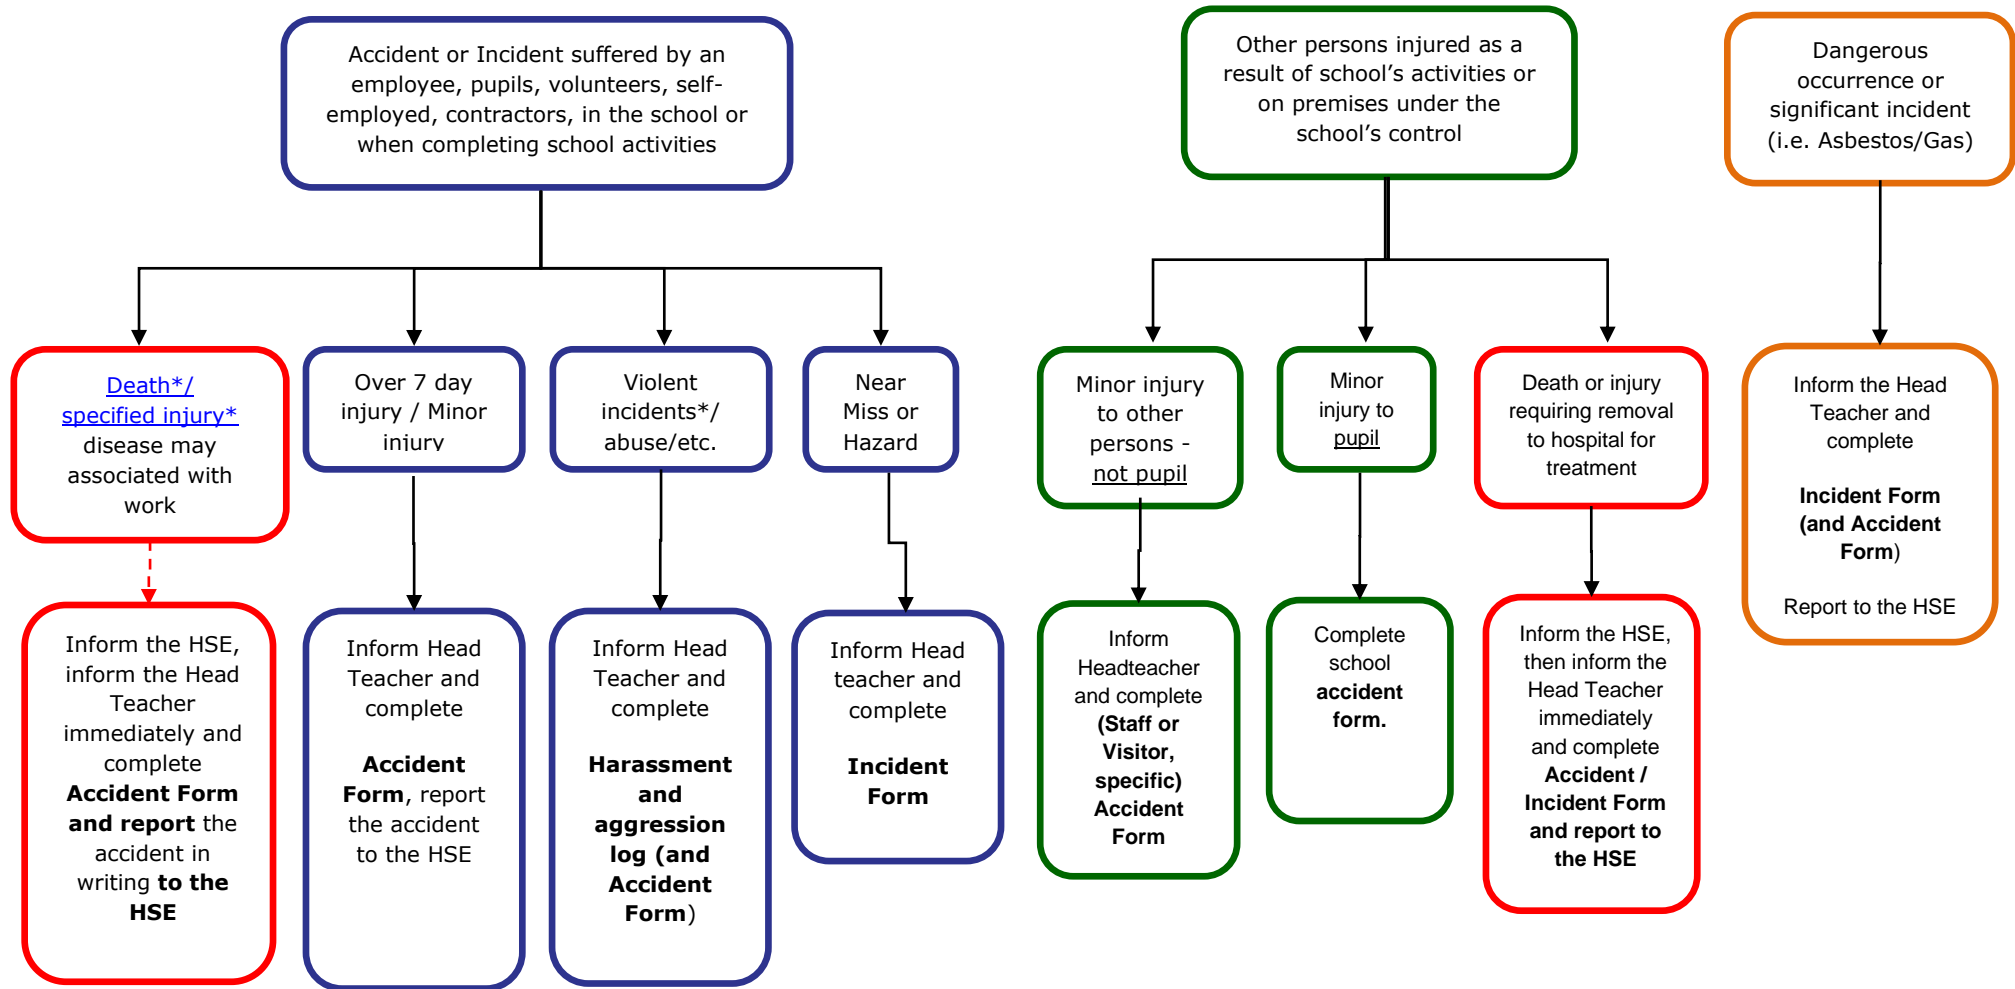 Accident or Incident suffered by an
employee, pupils, volunteers, self-
employed, contractors, in the school or
when completing school activities
Other persons injured as a
result of school’s activities or
on premises under the
school’s control
Dangerous
occurrence or
significant incident
(i.e. Asbestos/Gas)
Death*/
specified injury*
disease may
associated with
work
Over 7 day
injury / Minor
injury
Violent
incidents*/
abuse/etc.
Near
Miss or
Hazard
Minor injury
to other
persons -
not pupil
Minor
injury to
pupil
Death or injury
requiring removal
to hospital for
treatment
Inform the Head
Teacher and
complete
Incident Form
(and Accident
Form)
Report to the HSE
Inform the HSE,
inform the Head
Teacher
immediately and
complete
Accident Form
and report the
accident in
writing to the
HSE
Inform Head
Teacher and
complete
Accident
Form, report
the accident
to the HSE
Inform Head
Teacher and
complete
Harassment
and
aggression
log (and
Accident
Form)
Inform Head
teacher and
complete
Incident
Form
Inform
Headteacher
and complete
(Staff or
Visitor,
specific)
Accident
Form
Complete
school
accident
form.
Inform the HSE,
then inform the
Head Teacher
immediately
and complete
Accident /
Incident Form
and report to
the HSE